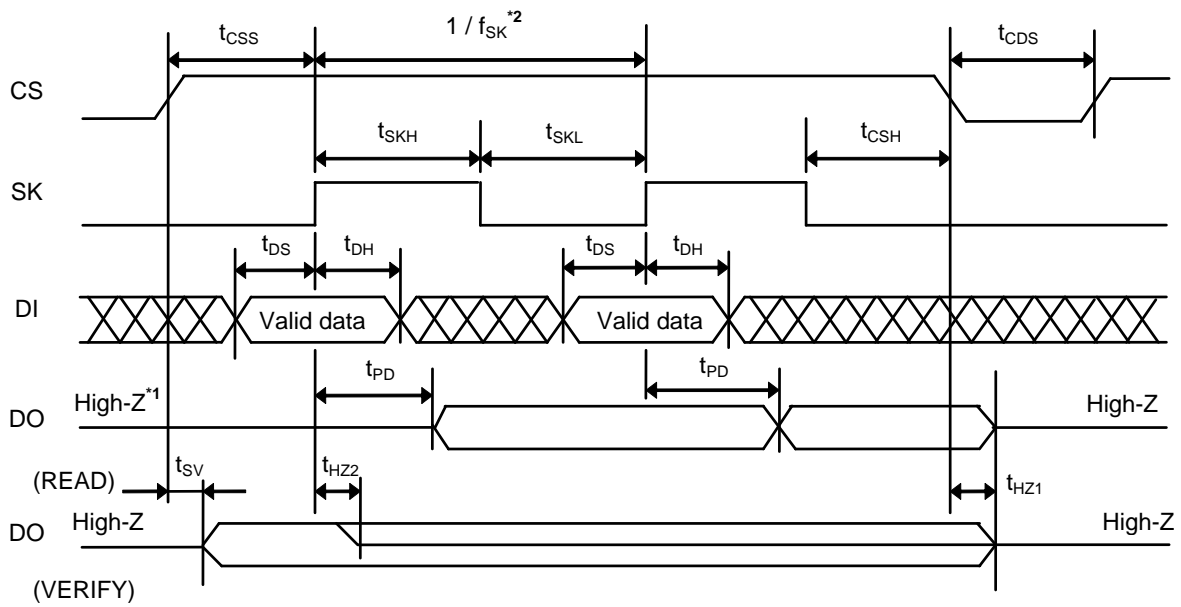 tCSS 1 / fSK*2 tCDS
CS
tSKH tSKL tCSH
SK
tDS tDH tDS tDH
DI Valid data Valid data
tPD tPD
High-Z*1 High-Z
DO
tSV tHZ2 tHZ1
(READ)
High-Z High-Z
DO
(VERIFY)